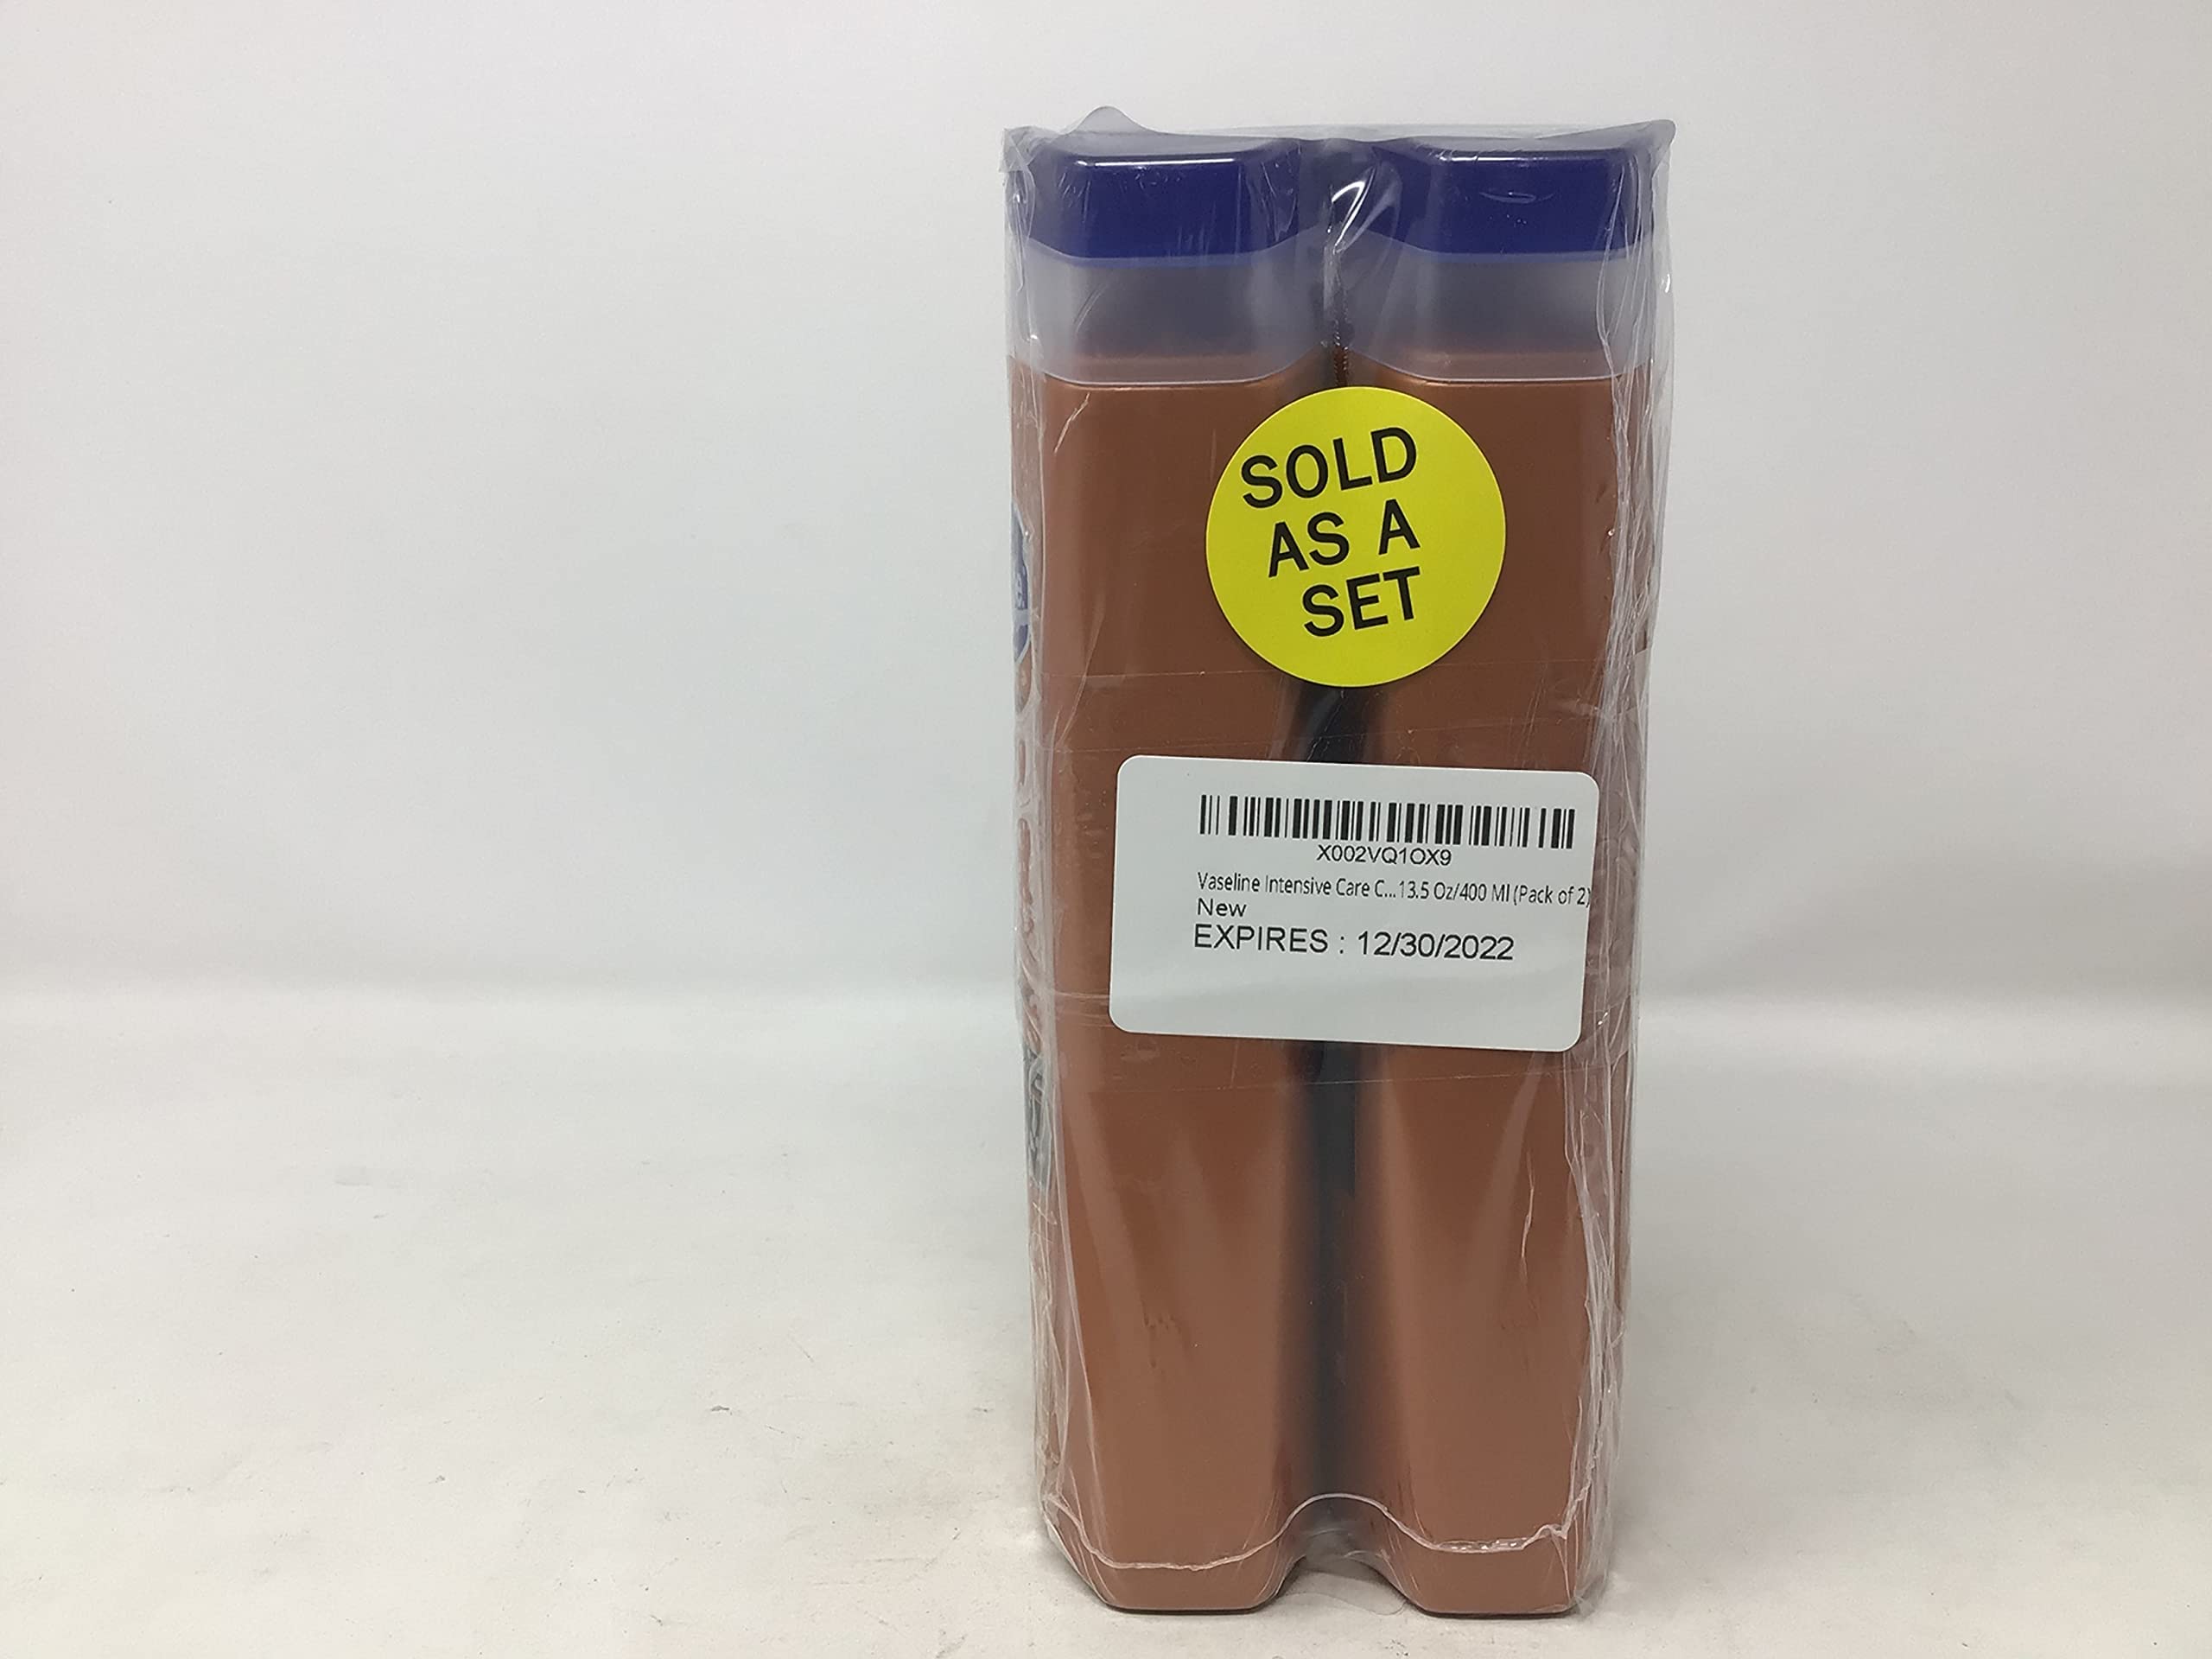 SOLD
AS A
SET
X002VQ1OX9
Vaseline Intensive Care C...13.5 Oz/400 Ml (Pack of 2)
New
EXPIRES : 12/30/2022